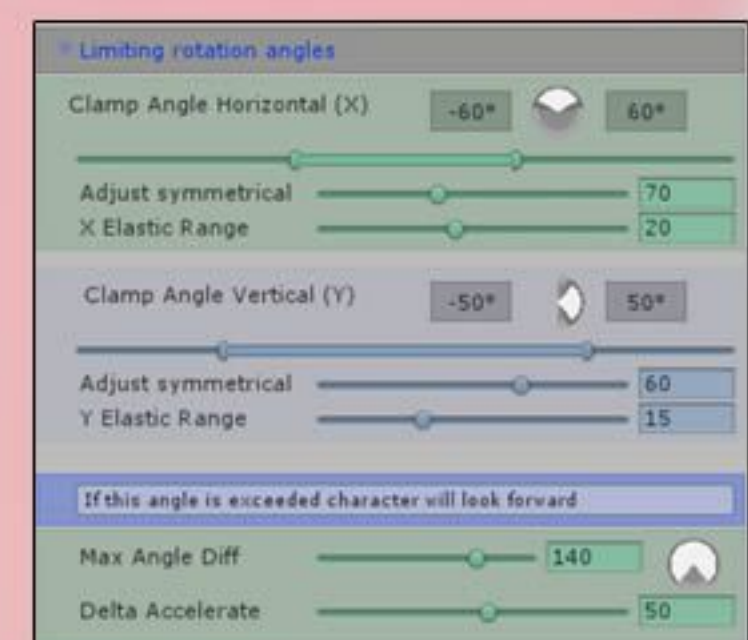 Limiting rotation angles
Clamp Angle Horizontal (X) -60° 60°
Adjust symmetrical 70
X Elastic Range 20
Clamp Angle Vertical (Y) -50° 50°
Adjust symmetrical 60
Y Elastic Range 15
If this angle is exceeded character will look forward
Max Angle Diff 140
Delta Accelerate 50